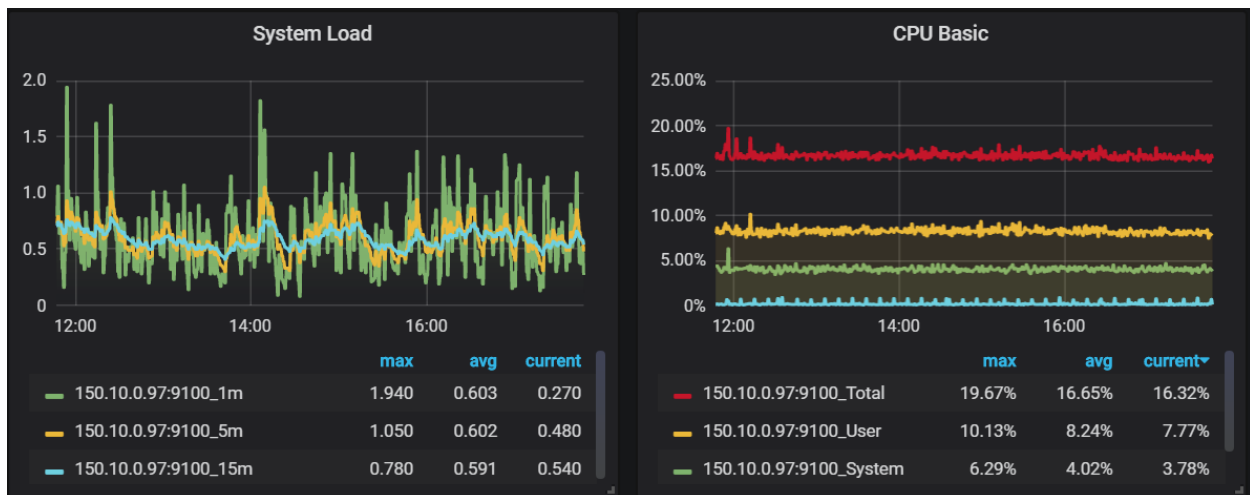 System Load
2.0
1.5
1.0
0.5
0
12:00 14:00 16:00
max avg current
150.10.0.97:9100_1m 1.940 0.603 0.270
150.10.0.97:9100_5m 1.050 0.602 0.480
150.10.0.97:9100_15m 0.780 0.591 0.540
CPU Basic
25.00%
20.00%
15.00%
10.00%
5.00%
0%
12:00 14:00 16:00
max avg current
150.10.0.97:9100_Total 19.67% 16.65% 16.32%
150.10.0.97:9100_User 10.13% 8.24% 7.77%
150.10.0.97:9100_System 6.29% 4.02% 3.78%